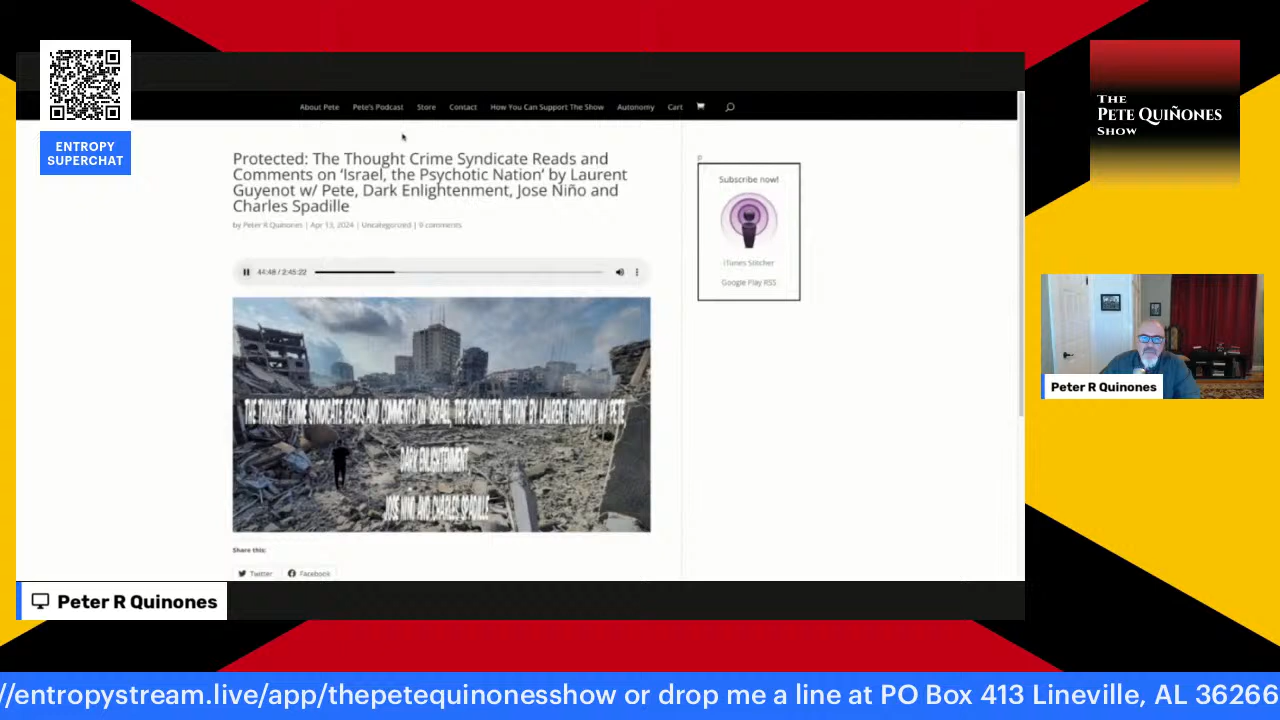 ENTROPY
SUPERCHAT
About Pete Pete's Podcast Store Contact How You Can Support The Show Autonomy Cart
Protected: The Thought Crime Syndicate Reads and
Comments on 'Israel, the Psychotic Nation' by Laurent
Guyenot w/ Pete, Dark Enlightenment, Jose Niño and
Charles Spadille
by Peter R Quinones | Apr 13, 2024 | Uncategorized | 0 comments
44:48 / 2:45:22
THE THOUGHT CRIME SYNDICATE READS AND COMMENTS ON 'ISRAEL, THE PSYCHOTIC NATION' BY LAURENT GUYENOT W/ PETE,
DARK ENLIGHTENMENT,
JOSE NIÑO AND CHARLES SPADILLE
Share this:
Twitter Facebook
Subscribe now!
iTunes Stitcher
Google Play RSS
THE
PETE QUIÑONES
SHOW
Peter R Quinones
Peter R Quinones
//entropystream.live/app/thepetequinonesshow or drop me a line at PO Box 413 Lineville, AL 36266